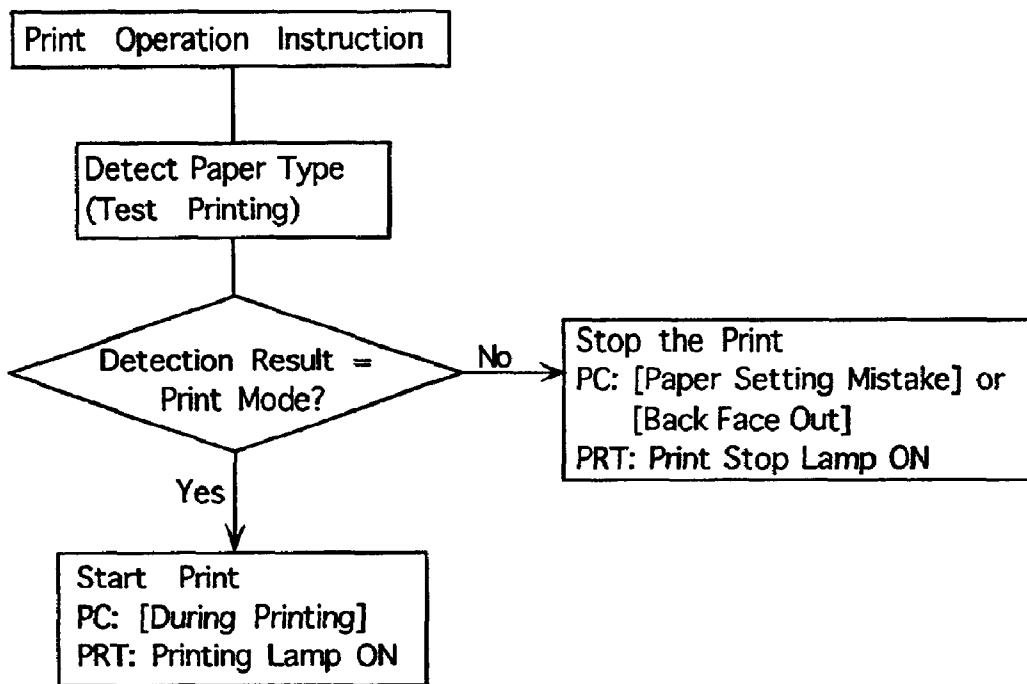 Print Operation Instruction
Detect Paper Type
(Test Printing)
Detection Result =
Print Mode?
No
Stop the Print
PC: [Paper Setting Mistake] or
[Back Face Out]
PRT: Print Stop Lamp ON
Yes
Start Print
PC: [During Printing]
PRT: Printing Lamp ON